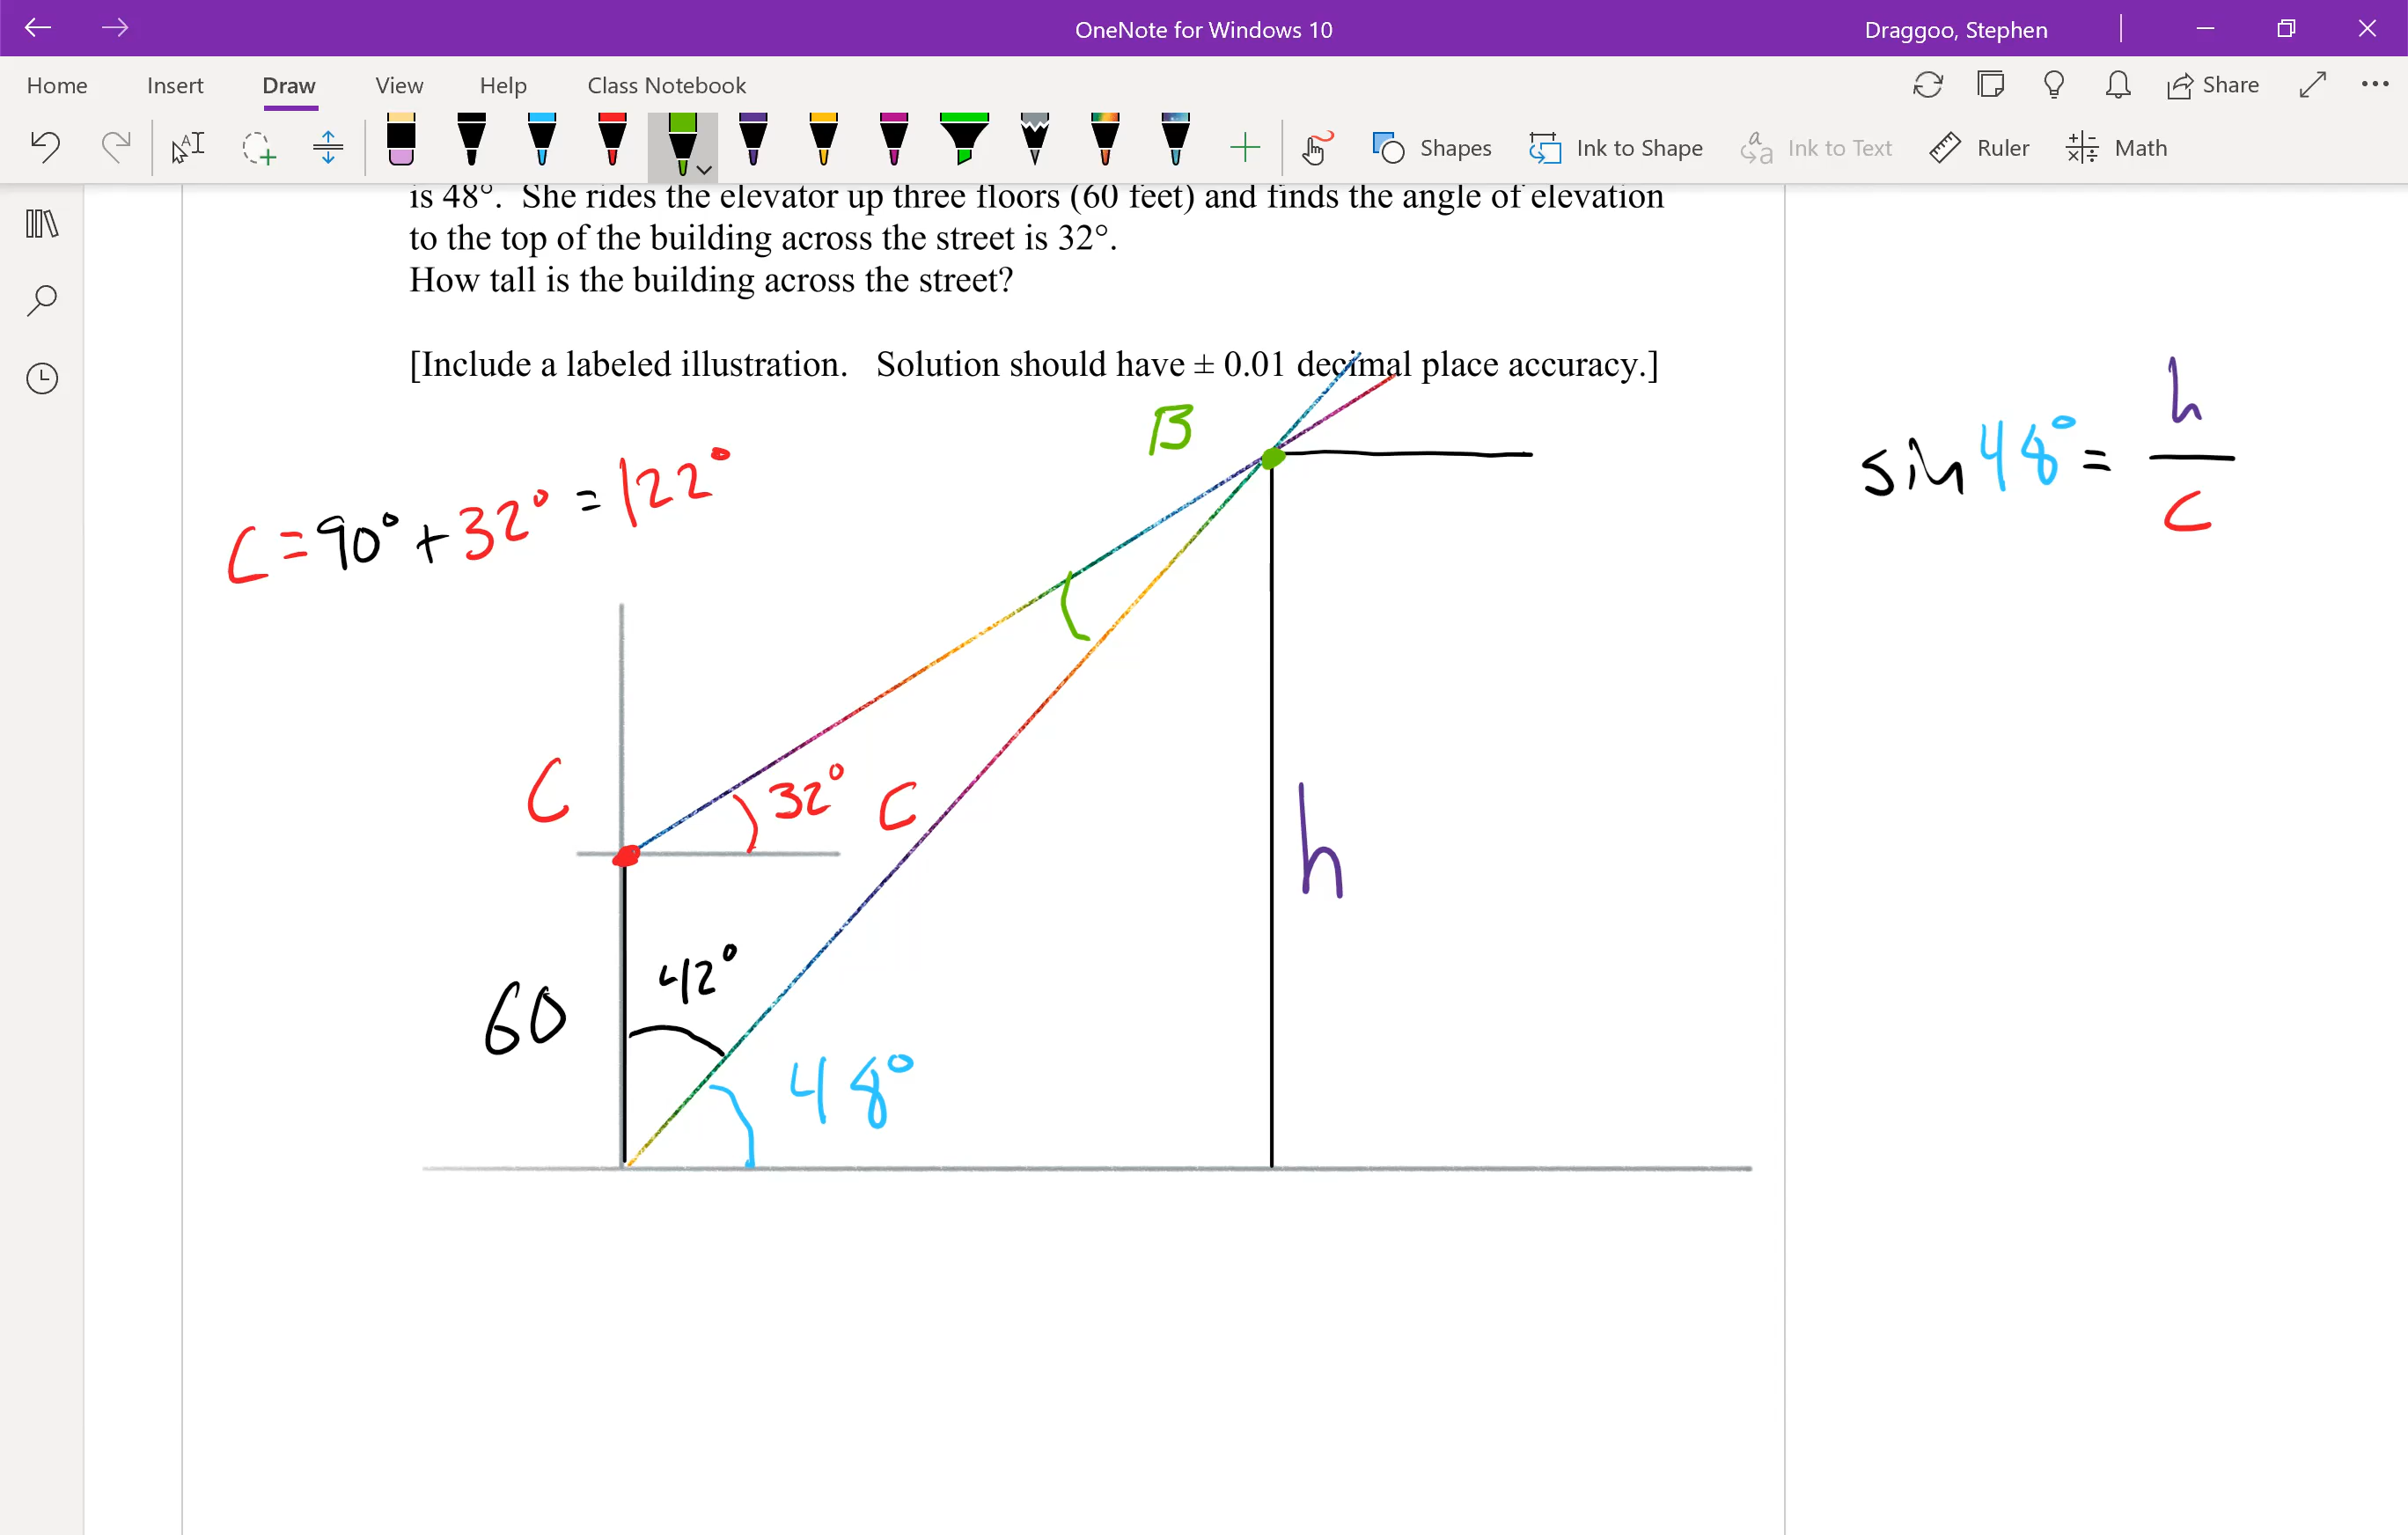 OneNote for Windows 10
Draggoo, Stephen
Home Insert Draw View Help Class Notebook Share
Shapes Ink to Shape Ink to Text Ruler Math
is 48°. She rides the elevator up three floors (60 feet) and finds the angle of elevation
to the top of the building across the street is 32°.
How tall is the building across the street?
[Include a labeled illustration. Solution should have ± 0.01 decimal place accuracy.]
B
sin 48° = h/c
C = 90° + 32° = 122°
C
32°
c
h
42°
60
48°